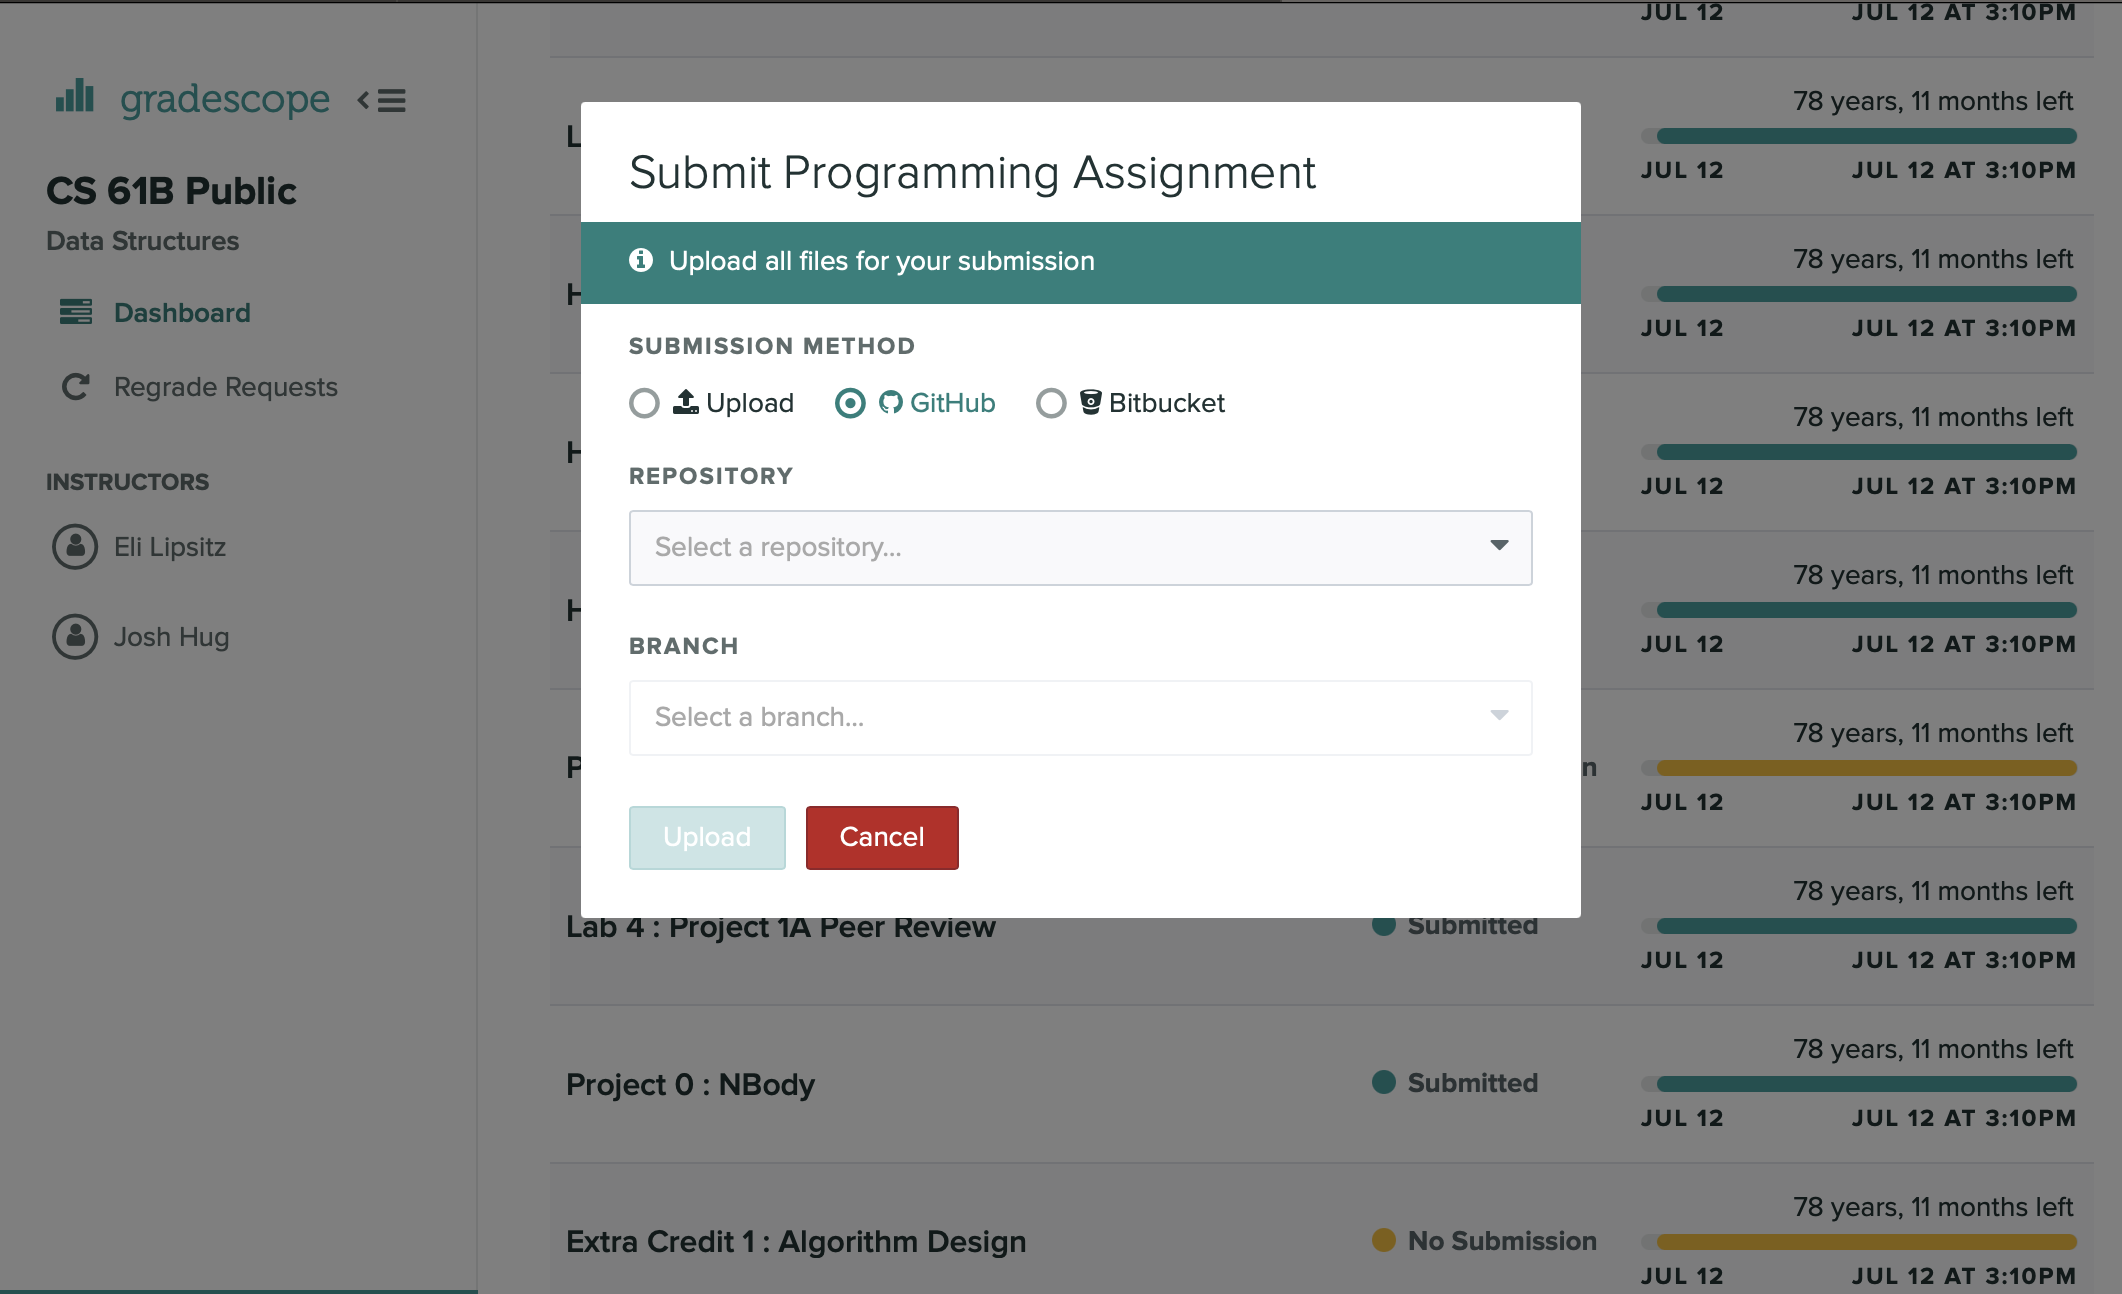 gradescope
CS 61B Public
Data Structures
Dashboard
Regrade Requests
INSTRUCTORS
Eli Lipsitz
Josh Hug
Submit Programming Assignment
Upload all files for your submission
SUBMISSION METHOD
Upload GitHub Bitbucket
REPOSITORY
Select a repository...
BRANCH
Select a branch...
Upload Cancel
JUL 12 JUL 12 AT 3:10PM
78 years, 11 months left
JUL 12 JUL 12 AT 3:10PM
78 years, 11 months left
JUL 12 JUL 12 AT 3:10PM
78 years, 11 months left
JUL 12 JUL 12 AT 3:10PM
78 years, 11 months left
JUL 12 JUL 12 AT 3:10PM
78 years, 11 months left
JUL 12 JUL 12 AT 3:10PM
78 years, 11 months left
Lab 4 : Project 1A Peer Review Submitted
JUL 12 JUL 12 AT 3:10PM
78 years, 11 months left
Project 0 : NBody Submitted
JUL 12 JUL 12 AT 3:10PM
78 years, 11 months left
Extra Credit 1 : Algorithm Design No Submission
JUL 12 JUL 12 AT 3:10PM